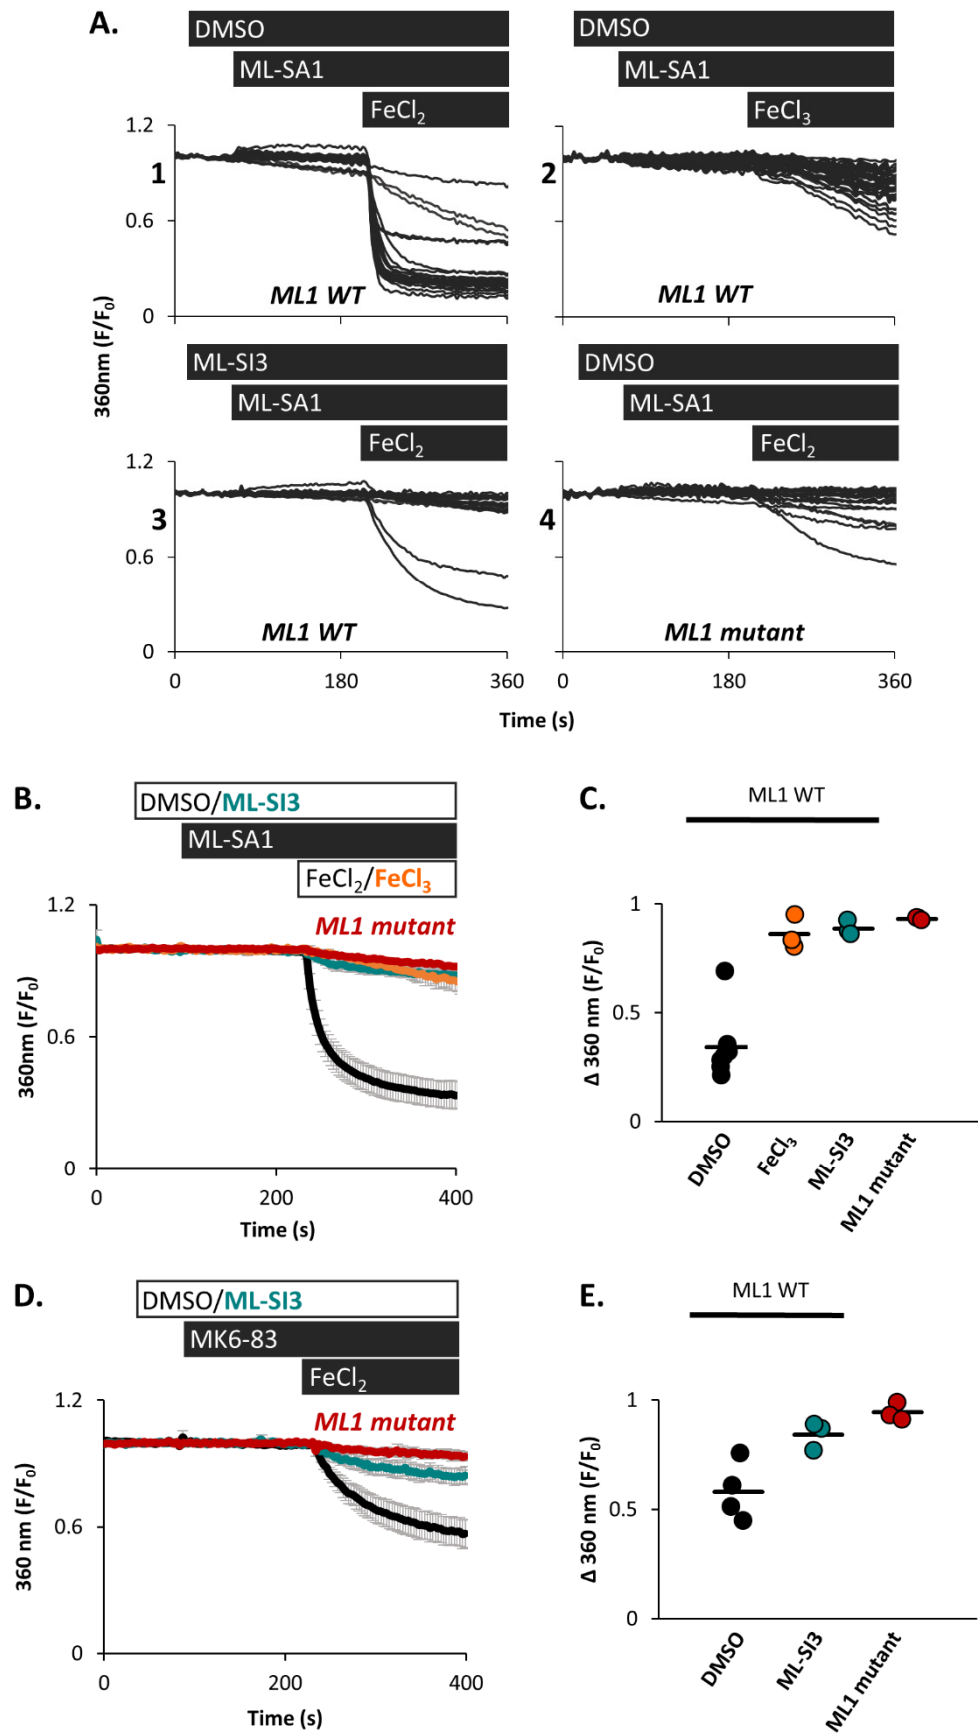 A.
DMSO
DMSO
ML-SA1
ML-SA1
FeCl₂
FeCl₃
1.2
1
2
0.6
ML1 WT
ML1 WT
0
180
360
360nm (F/F₀)
ML-SI3
DMSO
ML-SA1
ML-SA1
FeCl₂
FeCl₂
1.2
3
4
0.6
ML1 WT
ML1 mutant
0
0
180
360
0
180
360
Time (s)
B.
DMSO/ML-SI3
ML-SA1
FeCl₂/FeCl₃
ML1 mutant
1.2
0.6
0
360nm (F/F₀)
0
200
400
Time (s)
C.
ML1 WT
1
0.5
0
Δ 360 nm (F/F₀)
DMSO
FeCl₃
ML-SI3
ML1 mutant
D.
DMSO/ML-SI3
MK6-83
FeCl₂
ML1 mutant
1.2
0.6
0
360 nm (F/F₀)
0
200
400
Time (s)
E.
ML1 WT
1
0.5
0
Δ 360 nm (F/F₀)
DMSO
ML-SI3
ML1 mutant